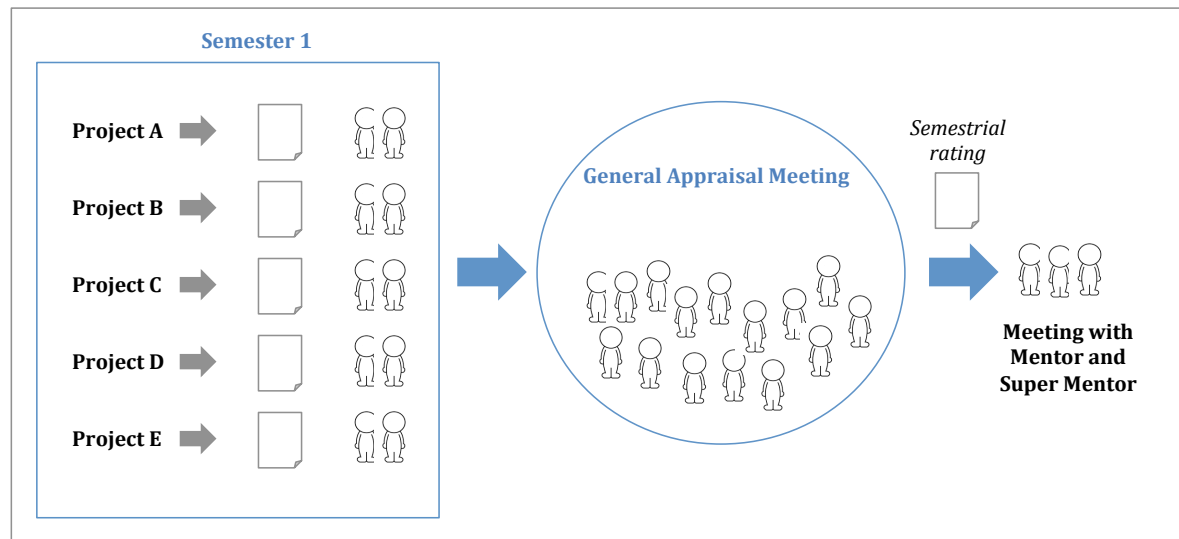 Semester 1
Project A
Project B
Project C
Project D
Project E
General Appraisal Meeting
Semestrial
rating
Meeting with
Mentor and
Super Mentor